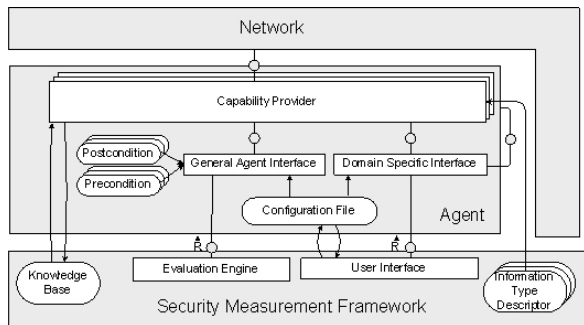 Network
Capability Provider
Postcondition
General Agent Interface
Domain Specific Interface
Precondition
Configuration File
Agent
R
R
Knowledge
Base
Evaluation Engine
User Interface
Information
Type
Descriptor
Security Measurement Framework